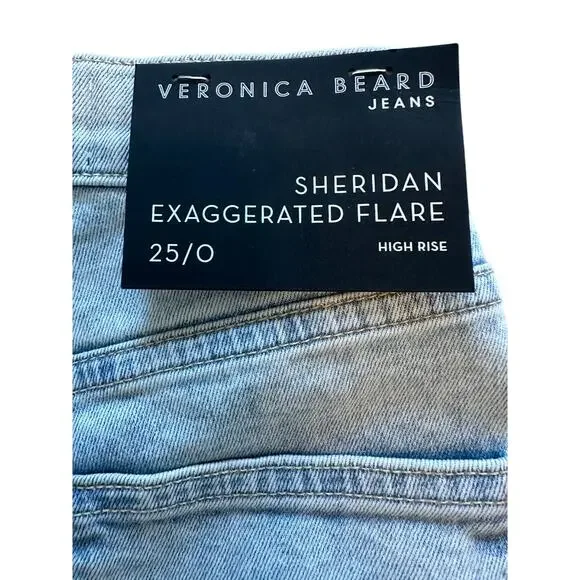 VERONICA BEARD
JEANS
SHERIDAN
EXAGGERATED FLARE
25/0
HIGH RISE